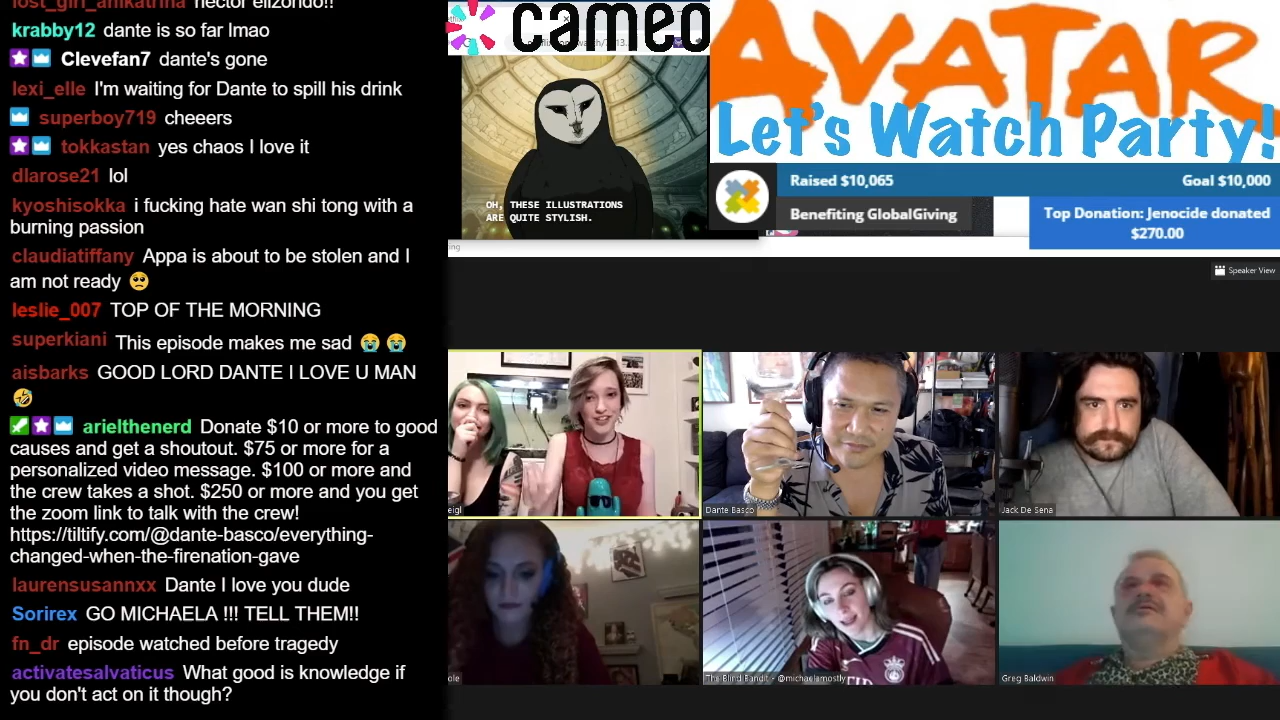 lost_girl_anikatrina hector elizondo!!
krabby12 dante is so far lmao
Clevefan7 dante's gone
lexi_elle I'm waiting for Dante to spill his drink
superboy719 cheeers
tokkastan yes chaos I love it
dlarose21 lol
kyoshisokka i fucking hate wan shi tong with a
burning passion
claudiatiffany Appa is about to be stolen and I
am not ready 🥺
leslie_007 TOP OF THE MORNING
superkiani This episode makes me sad 😭 😭
aisbarks GOOD LORD DANTE I LOVE U MAN
🤣
arielthenerd Donate $10 or more to good
causes and get a shoutout. $75 or more for a
personalized video message. $100 or more and
the crew takes a shot. $250 or more and you get
the zoom link to talk with the crew!
https://tiltify.com/@dante-basco/everything-
changed-when-the-firenation-gave
laurensusannxx Dante I love you dude
Sorirex GO MICHAELA !!! TELL THEM!!
fn_dr episode watched before tragedy
activatesalvaticus What good is knowledge if
you don't act on it though?
cameo
OH, THESE ILLUSTRATIONS
ARE QUITE STYLISH.
AVATAR
Let's Watch Party!
Raised $10,065 Goal $10,000
Benefiting GlobalGiving
Top Donation: Jenocide donated
$270.00
ing
Speaker View
eigl
Dante Basco
Jack De Sena
ole
The Blind Bandit - @michaelamostly
Greg Baldwin